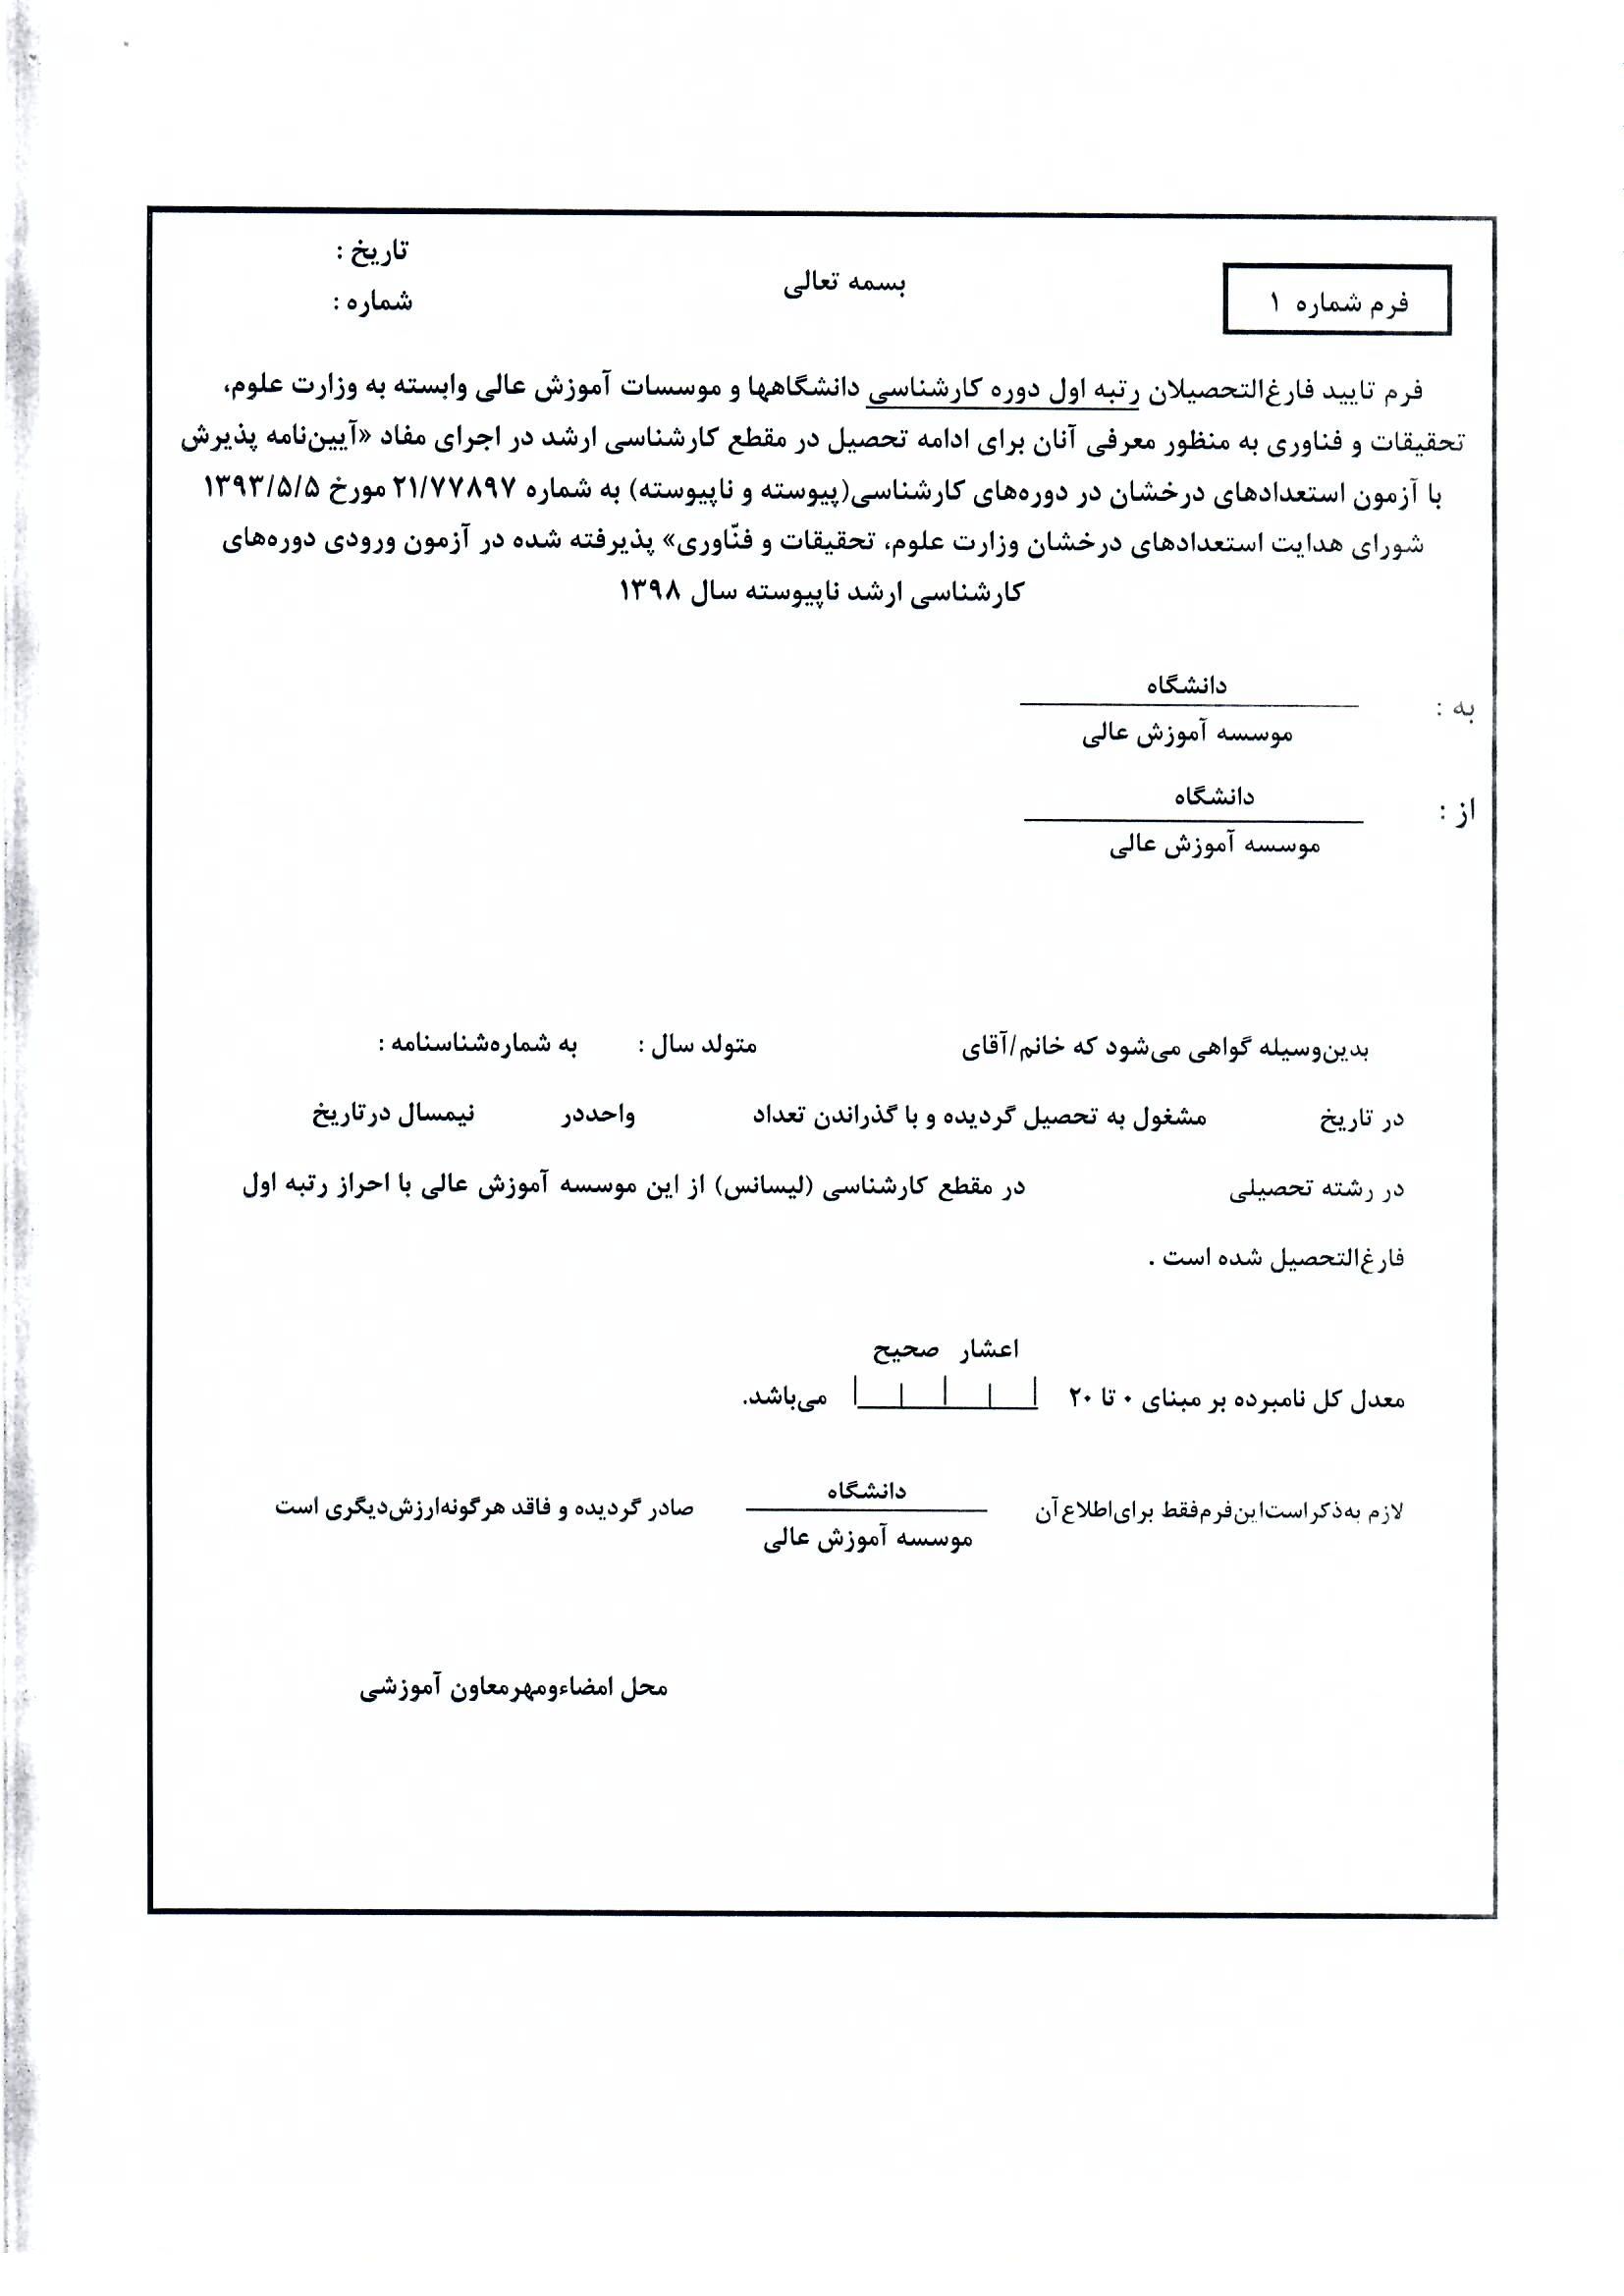 تاریخ :
بسمه تعالی
فرم شماره ۱
شماره :
فرم تایید فارغ‌التحصیلان رتبه اول دوره کارشناسی دانشگاهها و موسسات آموزش عالی وابسته به وزارت علوم،
تحقیقات و فناوری به منظور معرفی آنان برای ادامه تحصیل در مقطع کارشناسی ارشد در اجرای مفاد «آیین‌نامه پذیرش
با آزمون استعدادهای درخشان در دوره‌های کارشناسی(پیوسته و ناپیوسته) به شماره ۲۱/۷۷۸۹۷ مورخ ۱۳۹۳/۵/۵
شورای هدایت استعدادهای درخشان وزارت علوم، تحقیقات و فنّاوری» پذیرفته شده در آزمون ورودی دوره‌های
کارشناسی ارشد ناپیوسته سال ۱۳۹۸
دانشگاه
به :
موسسه آموزش عالی
دانشگاه
از :
موسسه آموزش عالی
بدین‌وسیله گواهی می‌شود که خانم/آقای متولد سال : به شماره‌شناسنامه :
در تاریخ مشغول به تحصیل گردیده و با گذراندن تعداد واحددر نیمسال درتاریخ
در رشته تحصیلی در مقطع کارشناسی (لیسانس) از این موسسه آموزش عالی با احراز رتبه اول
فارغ‌التحصیل شده است .
اعشار صحیح
معدل کل نامبرده بر مبنای ۰ تا ۲۰ می‌باشد.
دانشگاه
لازم به‌ذکراست‌این‌فرم‌فقط برای‌اطلاع‌آن صادر گردیده و فاقد هرگونه‌ارزش‌دیگری است
موسسه آموزش عالی
محل امضاءومهرمعاون آموزشی